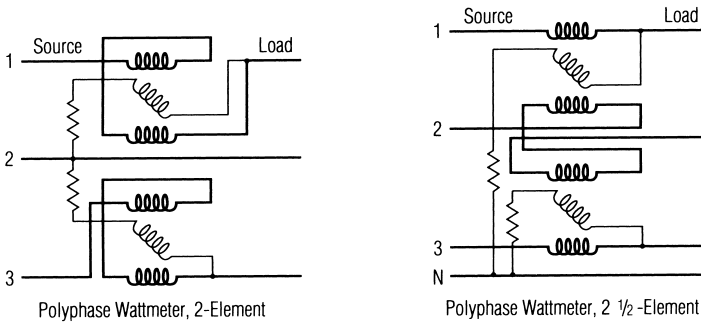 Source
Load
1
2
3
Polyphase Wattmeter, 2-Element
Source
Load
1
2
3
N
Polyphase Wattmeter, 2 ½ -Element